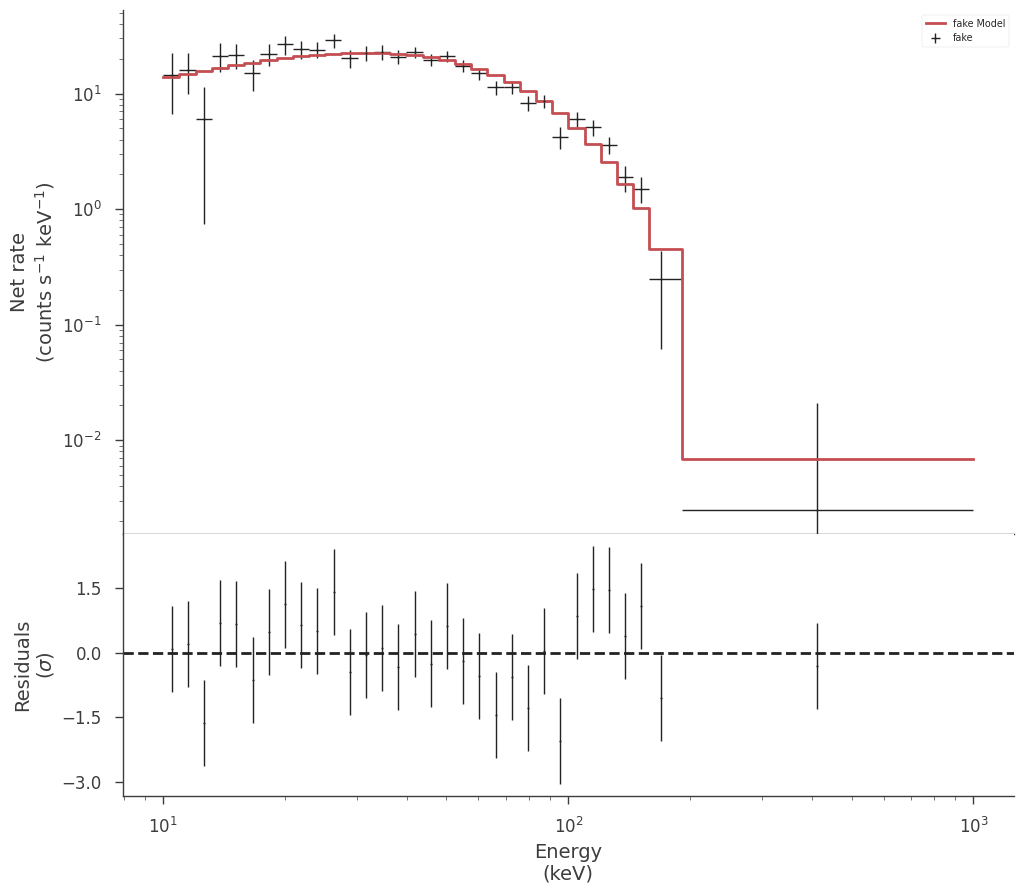 fake Model
fake
10¹
10⁰
10⁻¹
10⁻²
Net rate
(counts s⁻¹ keV⁻¹)
1.5
0.0
−1.5
−3.0
Residuals
(σ)
10¹
10²
10³
Energy
(keV)